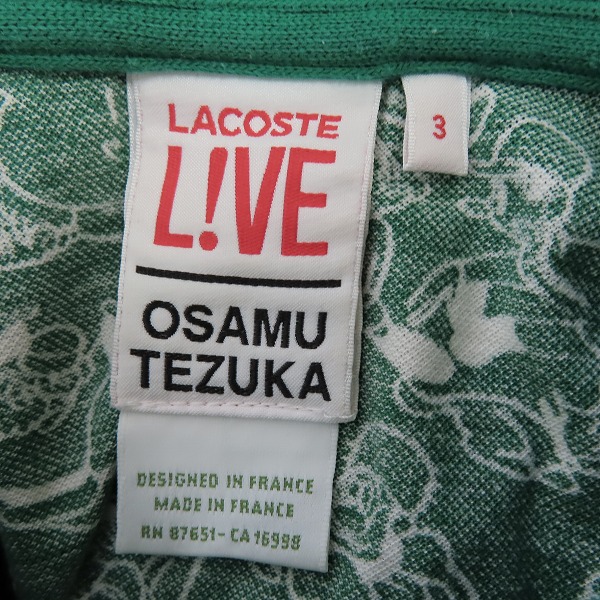 LACOSTE
L!VE
3
OSAMU
TEZUKA
DESIGNED IN FRANCE
MADE IN FRANCE
RN 87651 - CA 16998